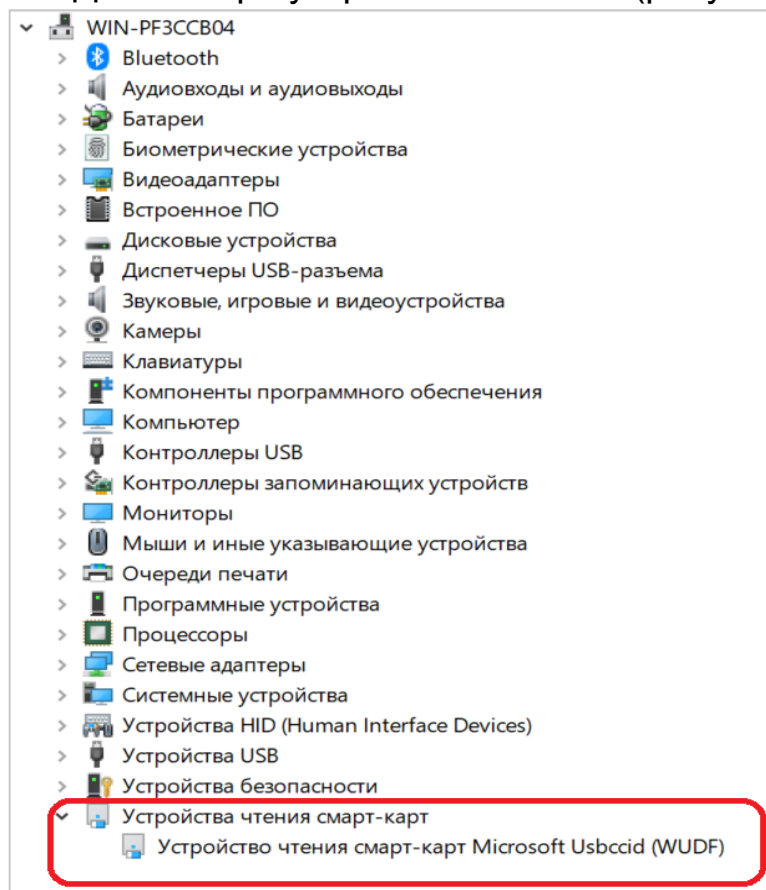 WIN-PF3CCB04
Bluetooth
Аудиовходы и аудиовыходы
Батареи
Биометрические устройства
Видеоадаптеры
Встроенное ПО
Дисковые устройства
Диспетчеры USB-разъема
Звуковые, игровые и видеоустройства
Камеры
Клавиатуры
Компоненты программного обеспечения
Компьютер
Контроллеры USB
Контроллеры запоминающих устройств
Мониторы
Мыши и иные указывающие устройства
Очереди печати
Программные устройства
Процессоры
Сетевые адаптеры
Системные устройства
Устройства HID (Human Interface Devices)
Устройства USB
Устройства безопасности
Устройства чтения смарт-карт
Устройство чтения смарт-карт Microsoft Usbccid (WUDF)